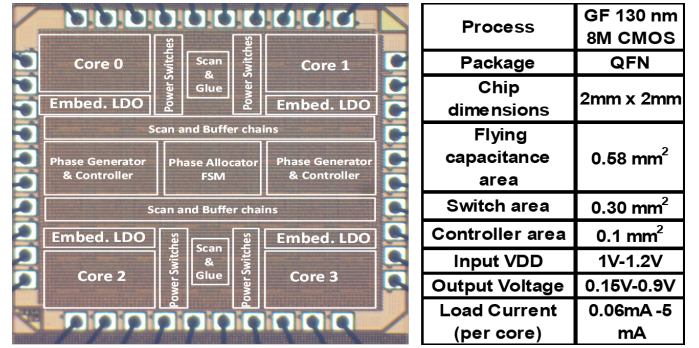 Core 0
Power Switches
Scan
&
Glue
Power Switches
Core 1
Embed. LDO
Embed. LDO
Scan and Buffer chains
Phase Generator
& Controller
Phase Allocator
FSM
Phase Generator
& Controller
Scan and Buffer chains
Embed. LDO
Power Switches
Scan
&
Glue
Power Switches
Embed. LDO
Core 2
Core 3
Process
GF 130 nm
8M CMOS
Package
QFN
Chip
dimensions
2mm x 2mm
Flying
capacitance
area
0.58 mm²
Switch area
0.30 mm²
Controller area
0.1 mm²
Input VDD
1V-1.2V
Output Voltage
0.15V-0.9V
Load Current
(per core)
0.06mA -5
mA